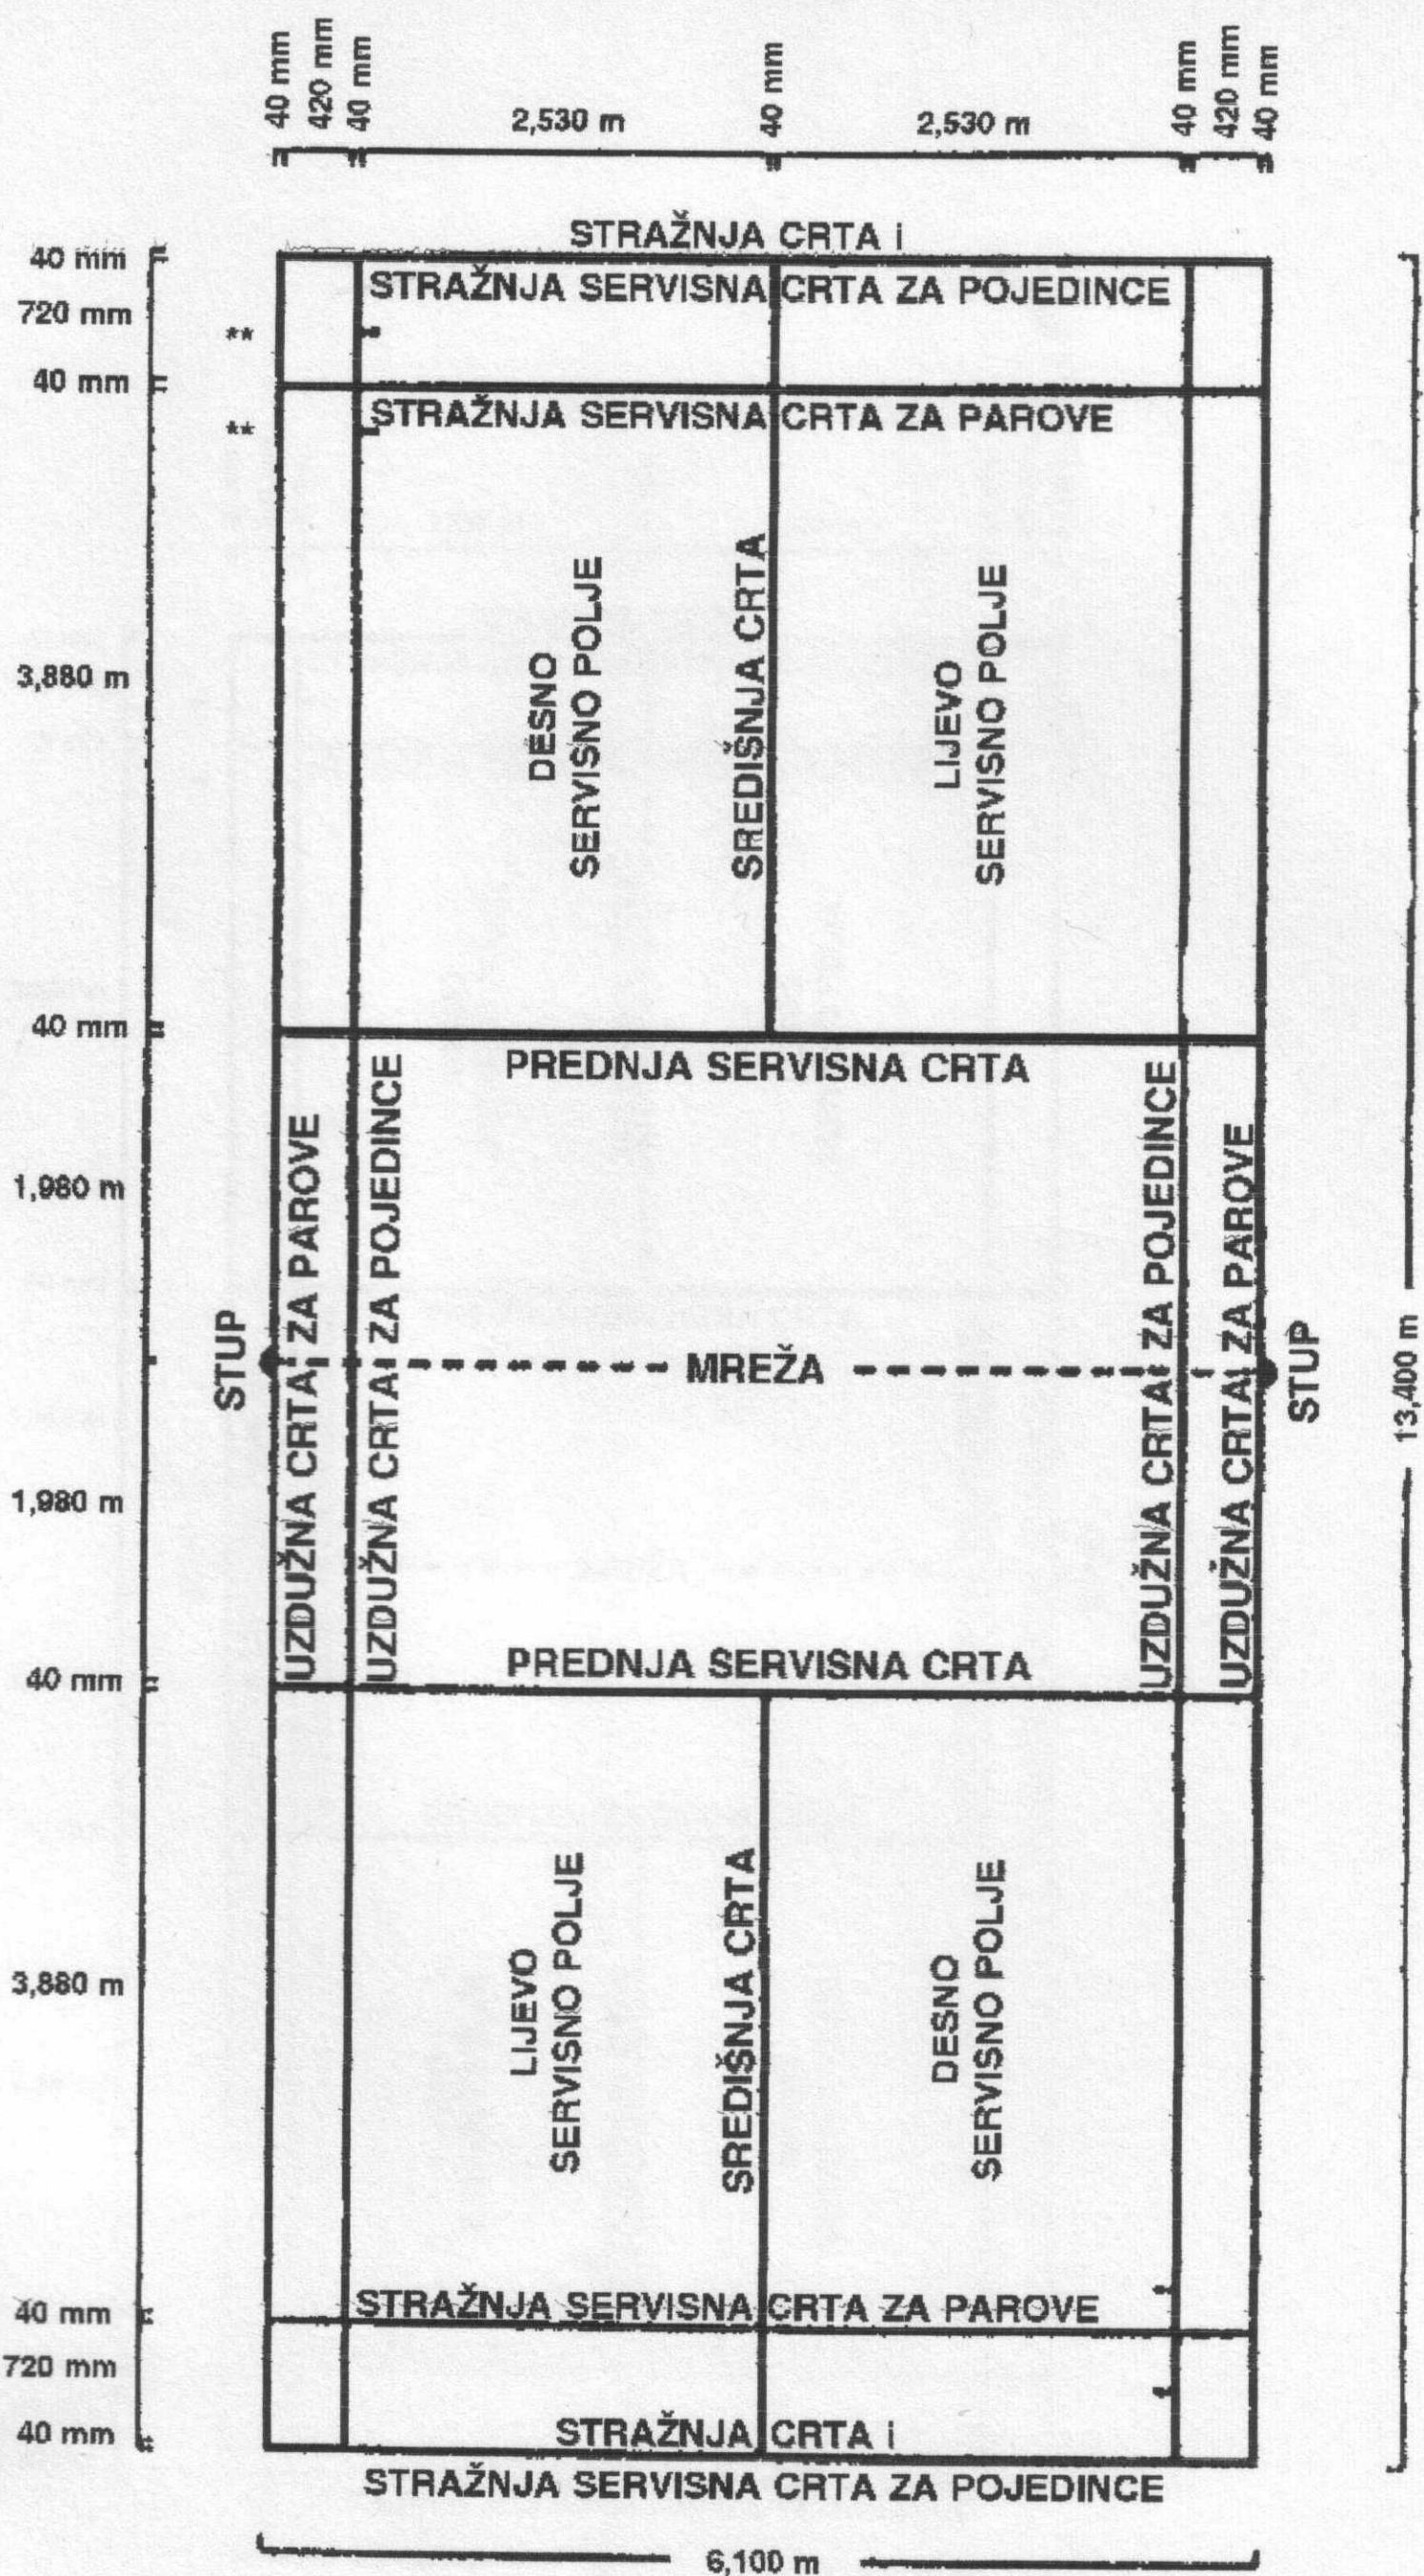 40 mm
420 mm
40 mm
2,530 m
40 mm
2,530 m
40 mm
420 mm
40 mm
STRAŽNJA CRTA i
40 mm
STRAŽNJA SERVISNA CRTA ZA POJEDINCE
720 mm
**
40 mm
STRAŽNJA SERVISNA CRTA ZA PAROVE
**
DESNO
SERVISNO POLJE
SREDIŠNJA CRTA
LIJEVO
SERVISNO POLJE
3,880 m
40 mm
PREDNJA SERVISNA CRTA
1,980 m
UZDUŽNA CRTA ZA PAROVE
UZDUŽNA CRTA ZA POJEDINCE
UZDUŽNA CRTA ZA POJEDINCE
UZDUŽNA CRTA ZA PAROVE
STUP
MREŽA
STUP
13,400 m
1,980 m
PREDNJA SERVISNA CRTA
40 mm
LIJEVO
SERVISNO POLJE
SREDIŠNJA CRTA
DESNO
SERVISNO POLJE
3,880 m
STRAŽNJA SERVISNA CRTA ZA PAROVE
40 mm
720 mm
40 mm
STRAŽNJA CRTA i
STRAŽNJA SERVISNA CRTA ZA POJEDINCE
6,100 m